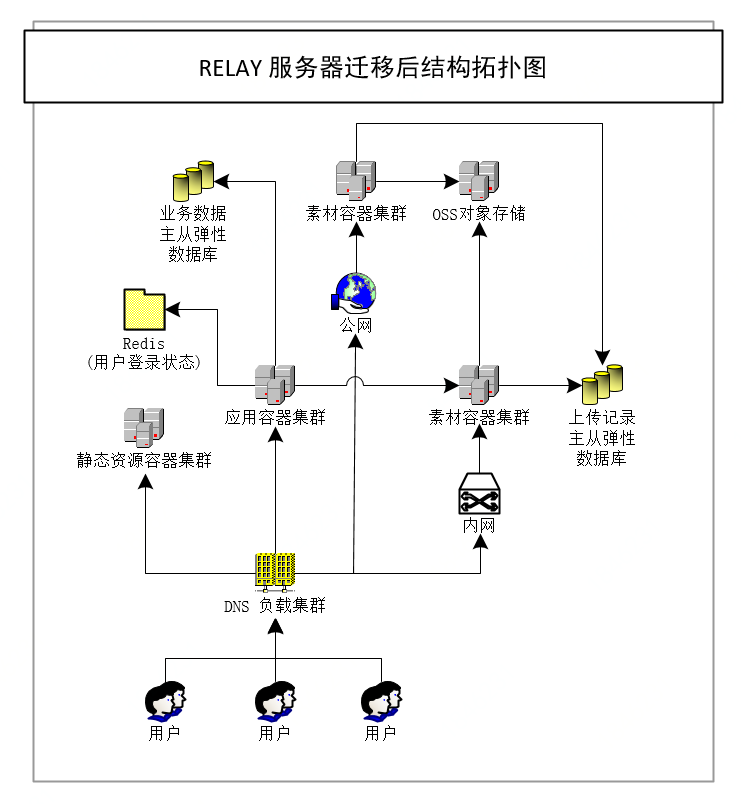 RELAY 服务器迁移后结构拓扑图
业务数据
主从弹性
数据库
素材容器集群
OSS对象存储
公网
Redis
(用户登录状态)
应用容器集群
素材容器集群
上传记录
主从弹性
数据库
静态资源容器集群
内网
DNS 负载集群
用户
用户
用户